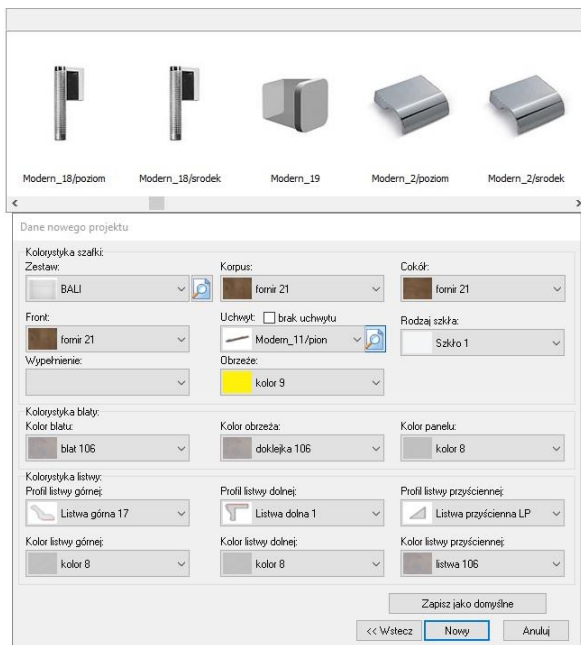 Modern_18/poziom Modern_18/srodek Modern_19 Modern_2/poziom Modern_2/srodek
Dane nowego projektu
Kolorystyka szafki:
Zestaw: Korpus: Cokół:
BALI fornir 21 fornir 21
Front: Uchwyt: brak uchwytu Rodzaj szkła:
fornir 21 Modern_11/pion Szkło 1
Wypełnienie: Obrzeże:
kolor 9
Kolorystyka blaty:
Kolor blatu: Kolor obrzeża: Kolor panelu:
blat 106 doklejka 106 kolor 8
Kolorystyka listwy:
Profil listwy górnej: Profil listwy dolnej: Profil listwy przyściennej:
Listwa górna 17 Listwa dolna 1 Listwa przyścienna LP
Kolor listwy górnej: Kolor listwy dolnej: Kolor listwy przyściennej:
kolor 8 kolor 8 listwa 106
Zapisz jako domyślne
<< Wstecz Nowy Anuluj